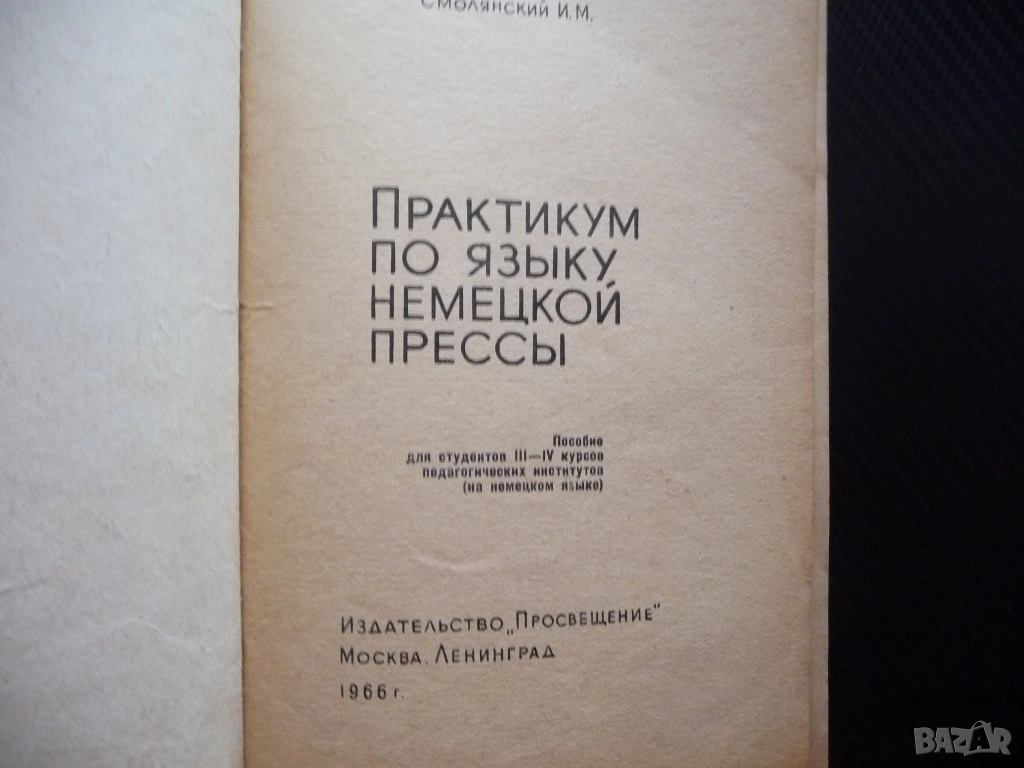 Смолянский И.М.
Практикум
по языку
немецкой
прессы
Пособие
для студентов III—IV курсов
педагогических институтов
(на немецком языке)
Издательство „Просвещение"
Москва. Ленинград
1966 г.
BAZAR